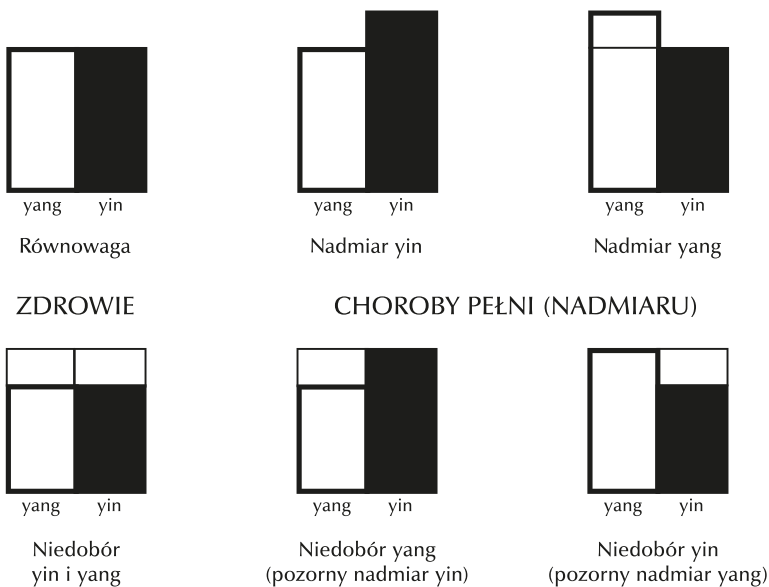 yang yin
yang yin
yang yin
Równowaga
Nadmiar yin
Nadmiar yang
ZDROWIE
CHOROBY PEŁNI (NADMIARU)
yang yin
yang yin
yang yin
Niedobór
yin i yang
Niedobór yang
(pozorny nadmiar yin)
Niedobór yin
(pozorny nadmiar yang)